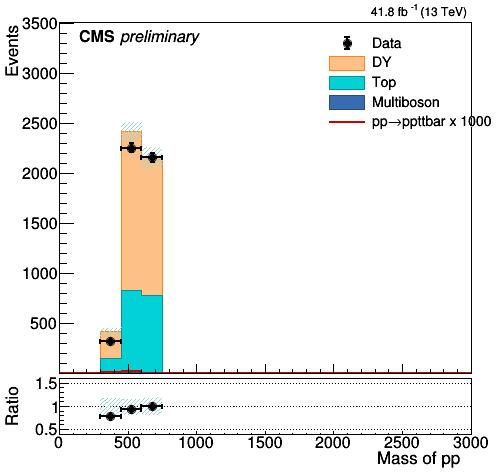 41.8 fb⁻¹ (13 TeV)
Events
3500
3000
2500
2000
1500
1000
500
CMS preliminary
Data
DY
Top
Multiboson
pp→ppttbar x 1000
Ratio
1.5
1
0.5
0 500 1000 1500 2000 2500 3000
Mass of pp